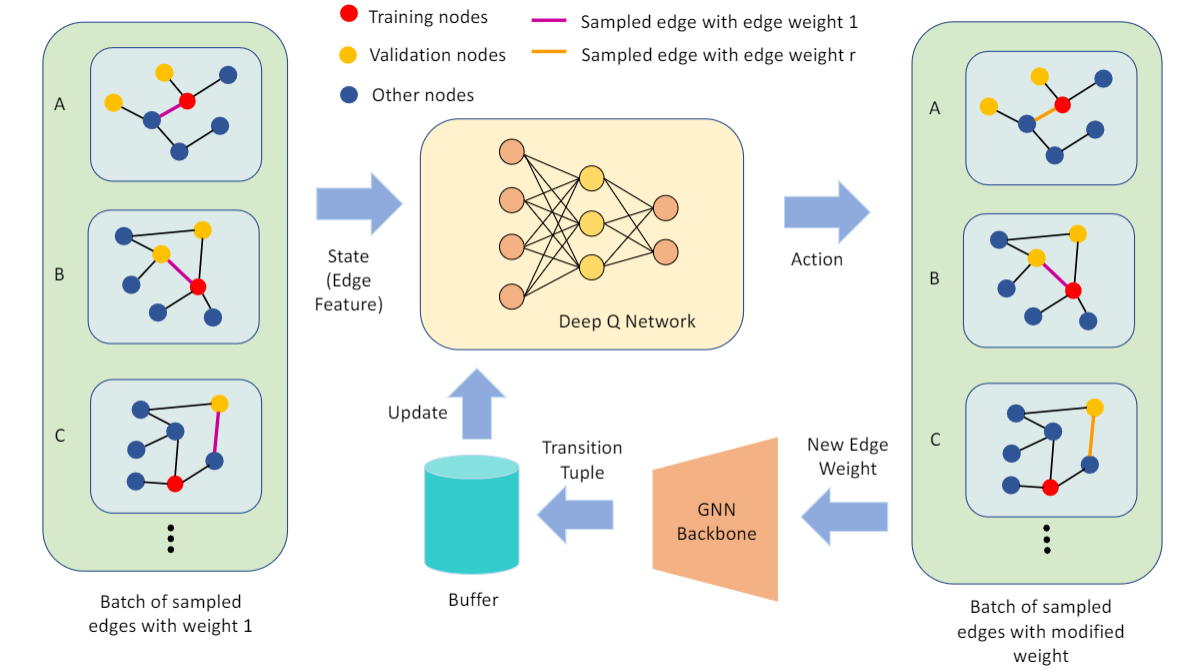 Training nodes
Validation nodes
Other nodes
Sampled edge with edge weight 1
Sampled edge with edge weight r
A
B
C
Batch of sampled
edges with weight 1
State
(Edge
Feature)
Deep Q Network
Action
A
B
C
Batch of sampled
edges with modified
weight
New Edge
Weight
GNN
Backbone
Transition
Tuple
Buffer
Update